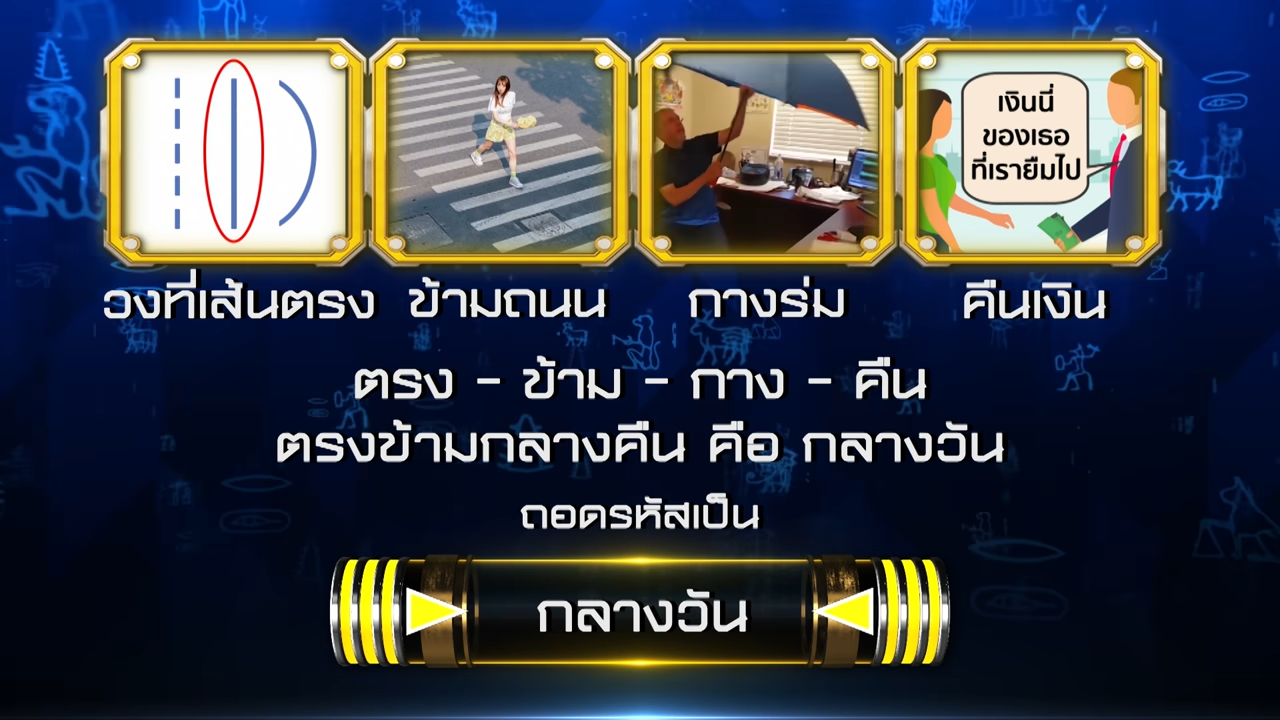 เงินนี่
ของเธอ
ที่เรายืมไป
วงที่เส้นตรง ข้ามถนน กางร่ม คืนเงิน
ตรง - ข้าม - กาง - คืน
ตรงข้ามกลางคืน คือ กลางวัน
ถอดรหัสเป็น
กลางวัน